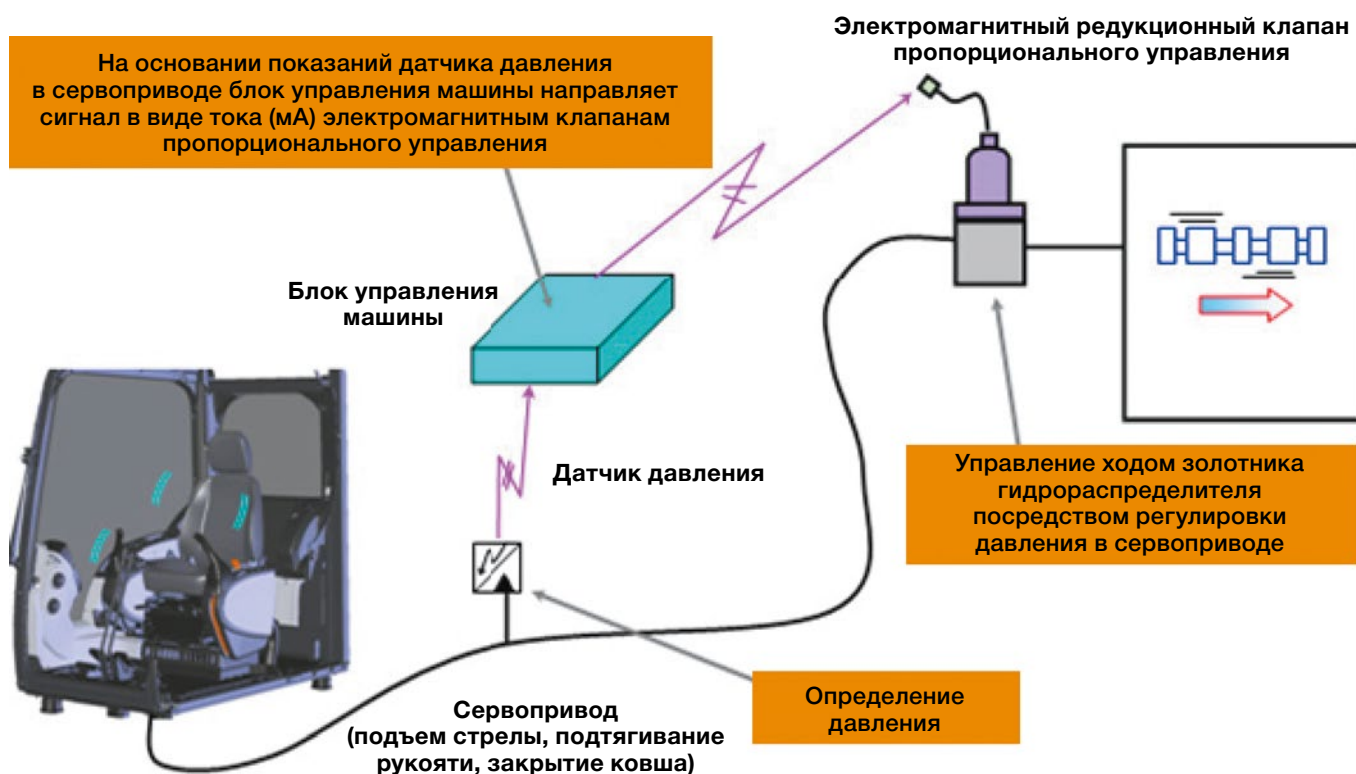 Электромагнитный редукционный клапан
пропорционального управления
На основании показаний датчика давления
в сервоприводе блок управления машины направляет
сигнал в виде тока (мА) электромагнитным клапанам
пропорционального управления
Блок управления
машины
Датчик давления
Управление ходом золотника
гидрораспределителя
посредством регулировки
давления в сервоприводе
Определение
давления
Сервопривод
(подъем стрелы, подтягивание
рукояти, закрытие ковша)